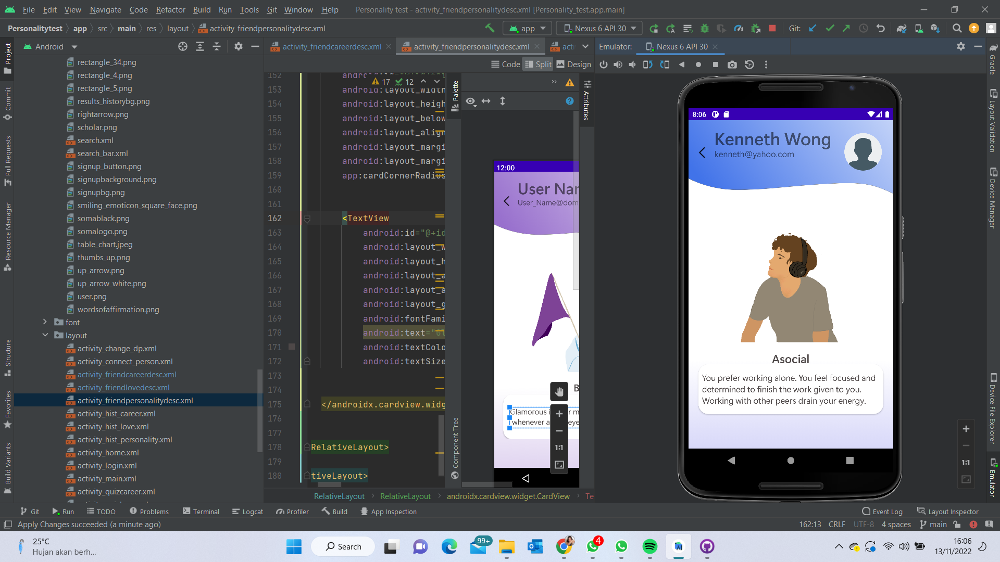 File Edit View Navigate Code Refactor Build Run Tools Git Window Help Personality test - activity_friendpersonalitydesc.xml [Personality_test.app.main]
Personalitytest app src main res layout activity_friendpersonalitydesc.xml app Nexus 6 API 30 Git:
Android
activity_friendcareerdesc.xml activity_friendpersonalitydesc.xml acti
Emulator: Nexus 6 API 30
Code Split Design
Project
Commit
Pull Requests
Resource Manager
Structure
Favorites
Build Variants
rectangle_34.png
rectangle_4.png
rectangle_5.png
results_historybg.png
rightarrow.png
scholar.png
search.xml
search_bar.xml
signup_button.png
signupbackground.png
signupbg.png
smiling_emoticon_square_face.png
somablack.png
somalogo.png
table_chart.jpeg
thumbs_up.png
up_arrow.png
up_arrow_white.png
user.png
wordsofaffirmation.png
font
layout
activity_change_dp.xml
activity_connect_person.xml
activity_friendcareerdesc.xml
activity_friendlovedesc.xml
activity_friendpersonalitydesc.xml
activity_hist_career.xml
activity_hist_love.xml
activity_hist_personality.xml
activity_home.xml
activity_login.xml
activity_main.xml
activity_quizcareer.xml
17 12
152
153 android:layout_width
154 android:layout_heigh
155 android:layout_below
156 android:layout_align
157 android:layout_margi
158 android:layout_margi
159 app:cardCornerRadius
160
161
162 <TextView
163 android:id="@+id
164 android:layout_w
165 android:layout_h
166 android:layout_a
167 android:layout_a
168 android:layout_g
169 android:fontFami
170 android:text="Gl
171 android:textColo
172 android:textSize
173
174
175 </androidx.cardview.widg
176
177
178 RelativeLayout>
179
180 tiveLayout>
RelativeLayout RelativeLayout androidx.cardview.widget.CardView Te
Palette
Component Tree
Attributes
12:00
User Nam
User_Name@dom
B
Glamorous i
whenever a
eye
1:1
8:06
Kenneth Wong
kenneth@yahoo.com
Asocial
You prefer working alone. You feel focused and
determined to finish the work given to you.
Working with other peers drain your energy.
1:1
Gradle
Layout Validation
Device Manager
Device File Explorer
Emulator
Git Run TODO Problems Terminal Logcat Profiler Build App Inspection Event Log Layout Inspector
Apply Changes succeeded (a minute ago) 162:13 CRLF UTF-8 4 spaces main
25°C
Hujan akan berh...
Search
99+
4
16:06
13/11/2022